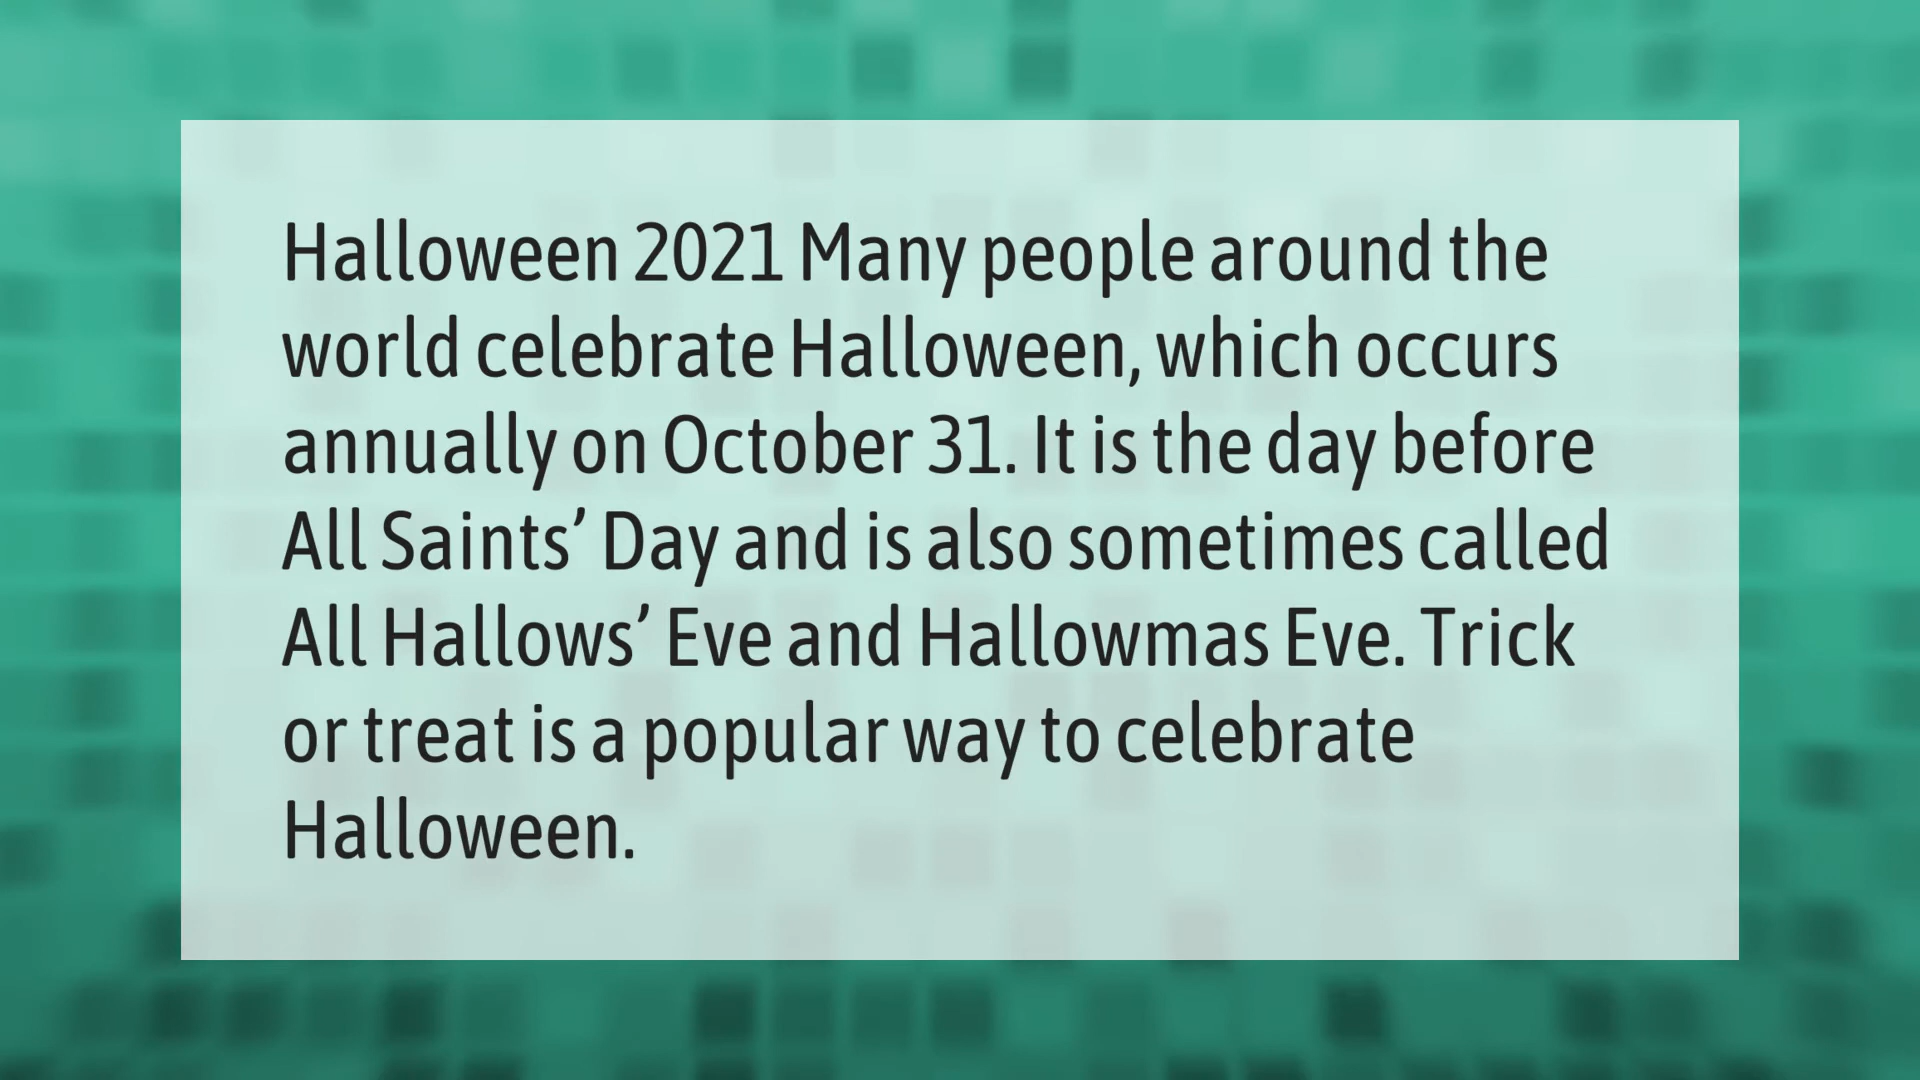 Halloween 2021 Many people around the
world celebrate Halloween, which occurs
annually on October 31. It is the day before
All Saints’ Day and is also sometimes called
All Hallows’ Eve and Hallowmas Eve. Trick
or treat is a popular way to celebrate
Halloween.